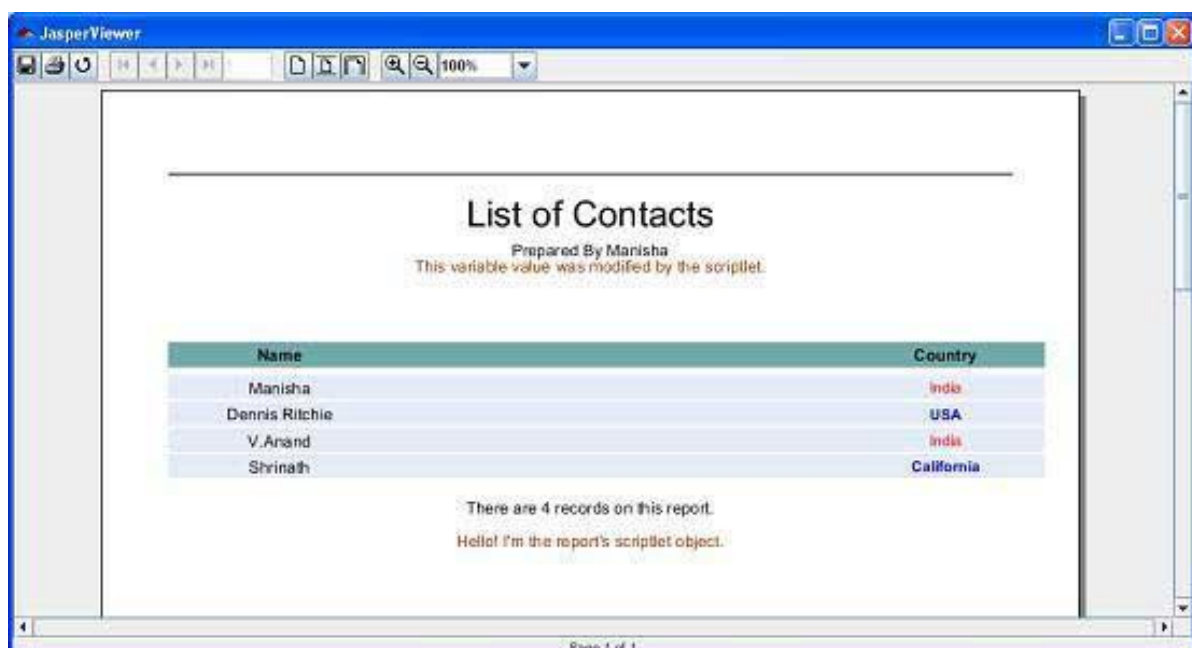 JasperViewer
100%
List of Contacts
Prepared By Manisha
This variable value was modified by the scriptlet.
Name Country
Manisha India
Dennis Ritchie USA
V.Anand India
Shrinath California
There are 4 records on this report.
Hello! I'm the report's scriptlet object.
Page 1 of 1